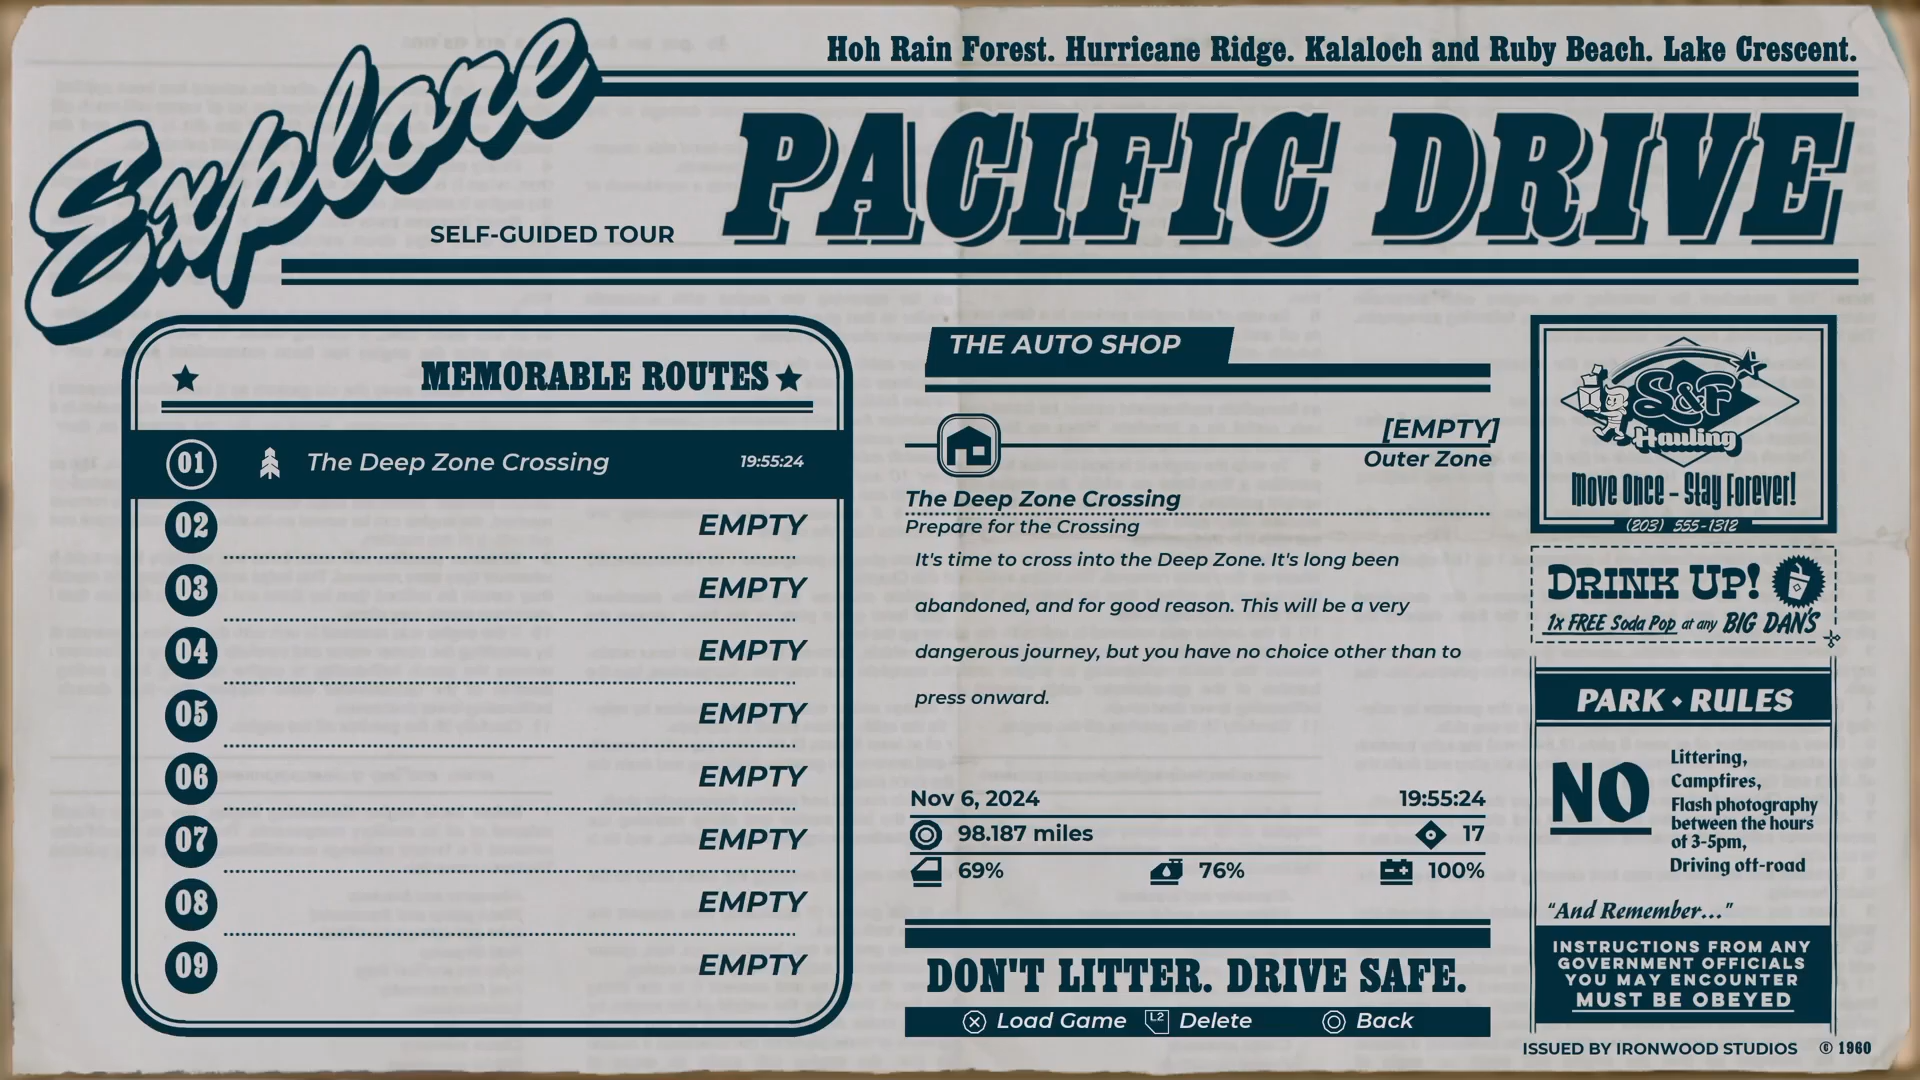 Explore
Hoh Rain Forest. Hurricane Ridge. Kalaloch and Ruby Beach. Lake Crescent.
SELF-GUIDED TOUR
PACIFIC DRIVE
MEMORABLE ROUTES
01 The Deep Zone Crossing 19:55:24
02 EMPTY
03 EMPTY
04 EMPTY
05 EMPTY
06 EMPTY
07 EMPTY
08 EMPTY
09 EMPTY
THE AUTO SHOP
[EMPTY]
Outer Zone
The Deep Zone Crossing
Prepare for the Crossing
It's time to cross into the Deep Zone. It's long been
abandoned, and for good reason. This will be a very
dangerous journey, but you have no choice other than to
press onward.
Nov 6, 2024 19:55:24
98.187 miles 17
69% 76% 100%
DON'T LITTER. DRIVE SAFE.
Load Game L2 Delete Back
S&F
Hauling
Move Once - Stay Forever!
(203) 555-1312
DRINK UP!
1x FREE Soda Pop at any BIG DAN'S
PARK • RULES
NO
Littering,
Campfires,
Flash photography
between the hours
of 3-5pm,
Driving off-road
"And Remember..."
INSTRUCTIONS FROM ANY
GOVERNMENT OFFICIALS
YOU MAY ENCOUNTER
MUST BE OBEYED
ISSUED BY IRONWOOD STUDIOS © 1960